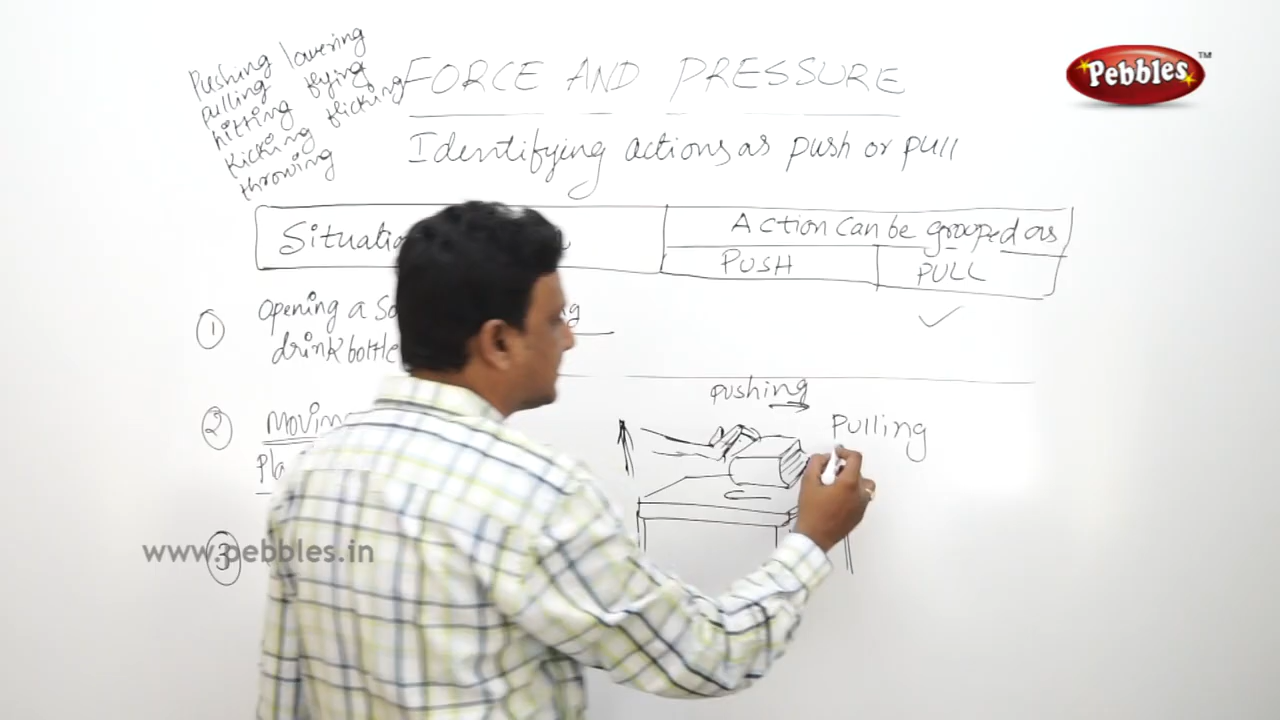 Pushing lowering
pulling flying
hitting flicking
Kicking
throwing
FORCE AND PRESSURE
Identifying actions as push or pull
Pebbles™
Action Can be grouped as
PUSH PULL
① Opening a
drink bottle
②
pushing
Pulling
③
www.pebbles.in